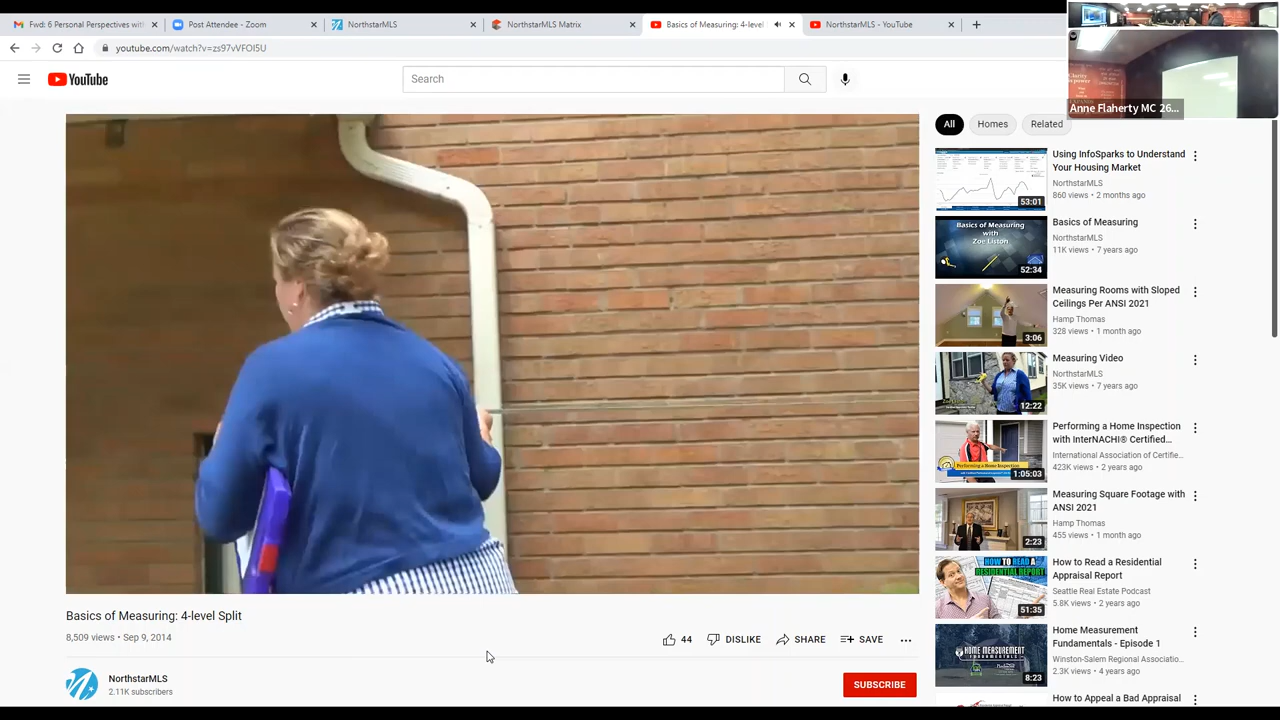 Fwd: 6 Personal Perspectives with
Post Attendee - Zoom
NorthstarMLS
NorthstarMLS Matrix
Basics of Measuring: 4-level
NorthstarMLS - YouTube
youtube.com/watch?v=zs97vVFOI5U
YouTube
Search
Anne Flaherty MC 26...
All
Homes
Related
Using InfoSparks to Understand
Your Housing Market
NorthstarMLS
860 views • 2 months ago
53:01
Basics of Measuring
with
Zoe Liston
52:34
Basics of Measuring
NorthstarMLS
11K views • 7 years ago
Measuring Rooms with Sloped
Ceilings Per ANSI 2021
Hamp Thomas
328 views • 1 month ago
3:06
Measuring Video
NorthstarMLS
35K views • 7 years ago
12:22
Performing a Home Inspection
with InterNACHI® Certified...
International Association of Certifie...
423K views • 2 years ago
1:05:03
Measuring Square Footage with
ANSI 2021
Hamp Thomas
455 views • 1 month ago
2:23
HOW TO READ A
RESIDENTIAL
REPORT
51:35
How to Read a Residential
Appraisal Report
Seattle Real Estate Podcast
5.8K views • 2 years ago
HOME MEASUREMENT
FUNDAMENTALS
8:23
Home Measurement
Fundamentals - Episode 1
Winston-Salem Regional Associatio...
2.3K views • 4 years ago
How to Appeal a Bad Appraisal
Basics of Measuring: 4-level Split
8,509 views • Sep 9, 2014
44
DISLIKE
SHARE
SAVE
NorthstarMLS
2.11K subscribers
SUBSCRIBE